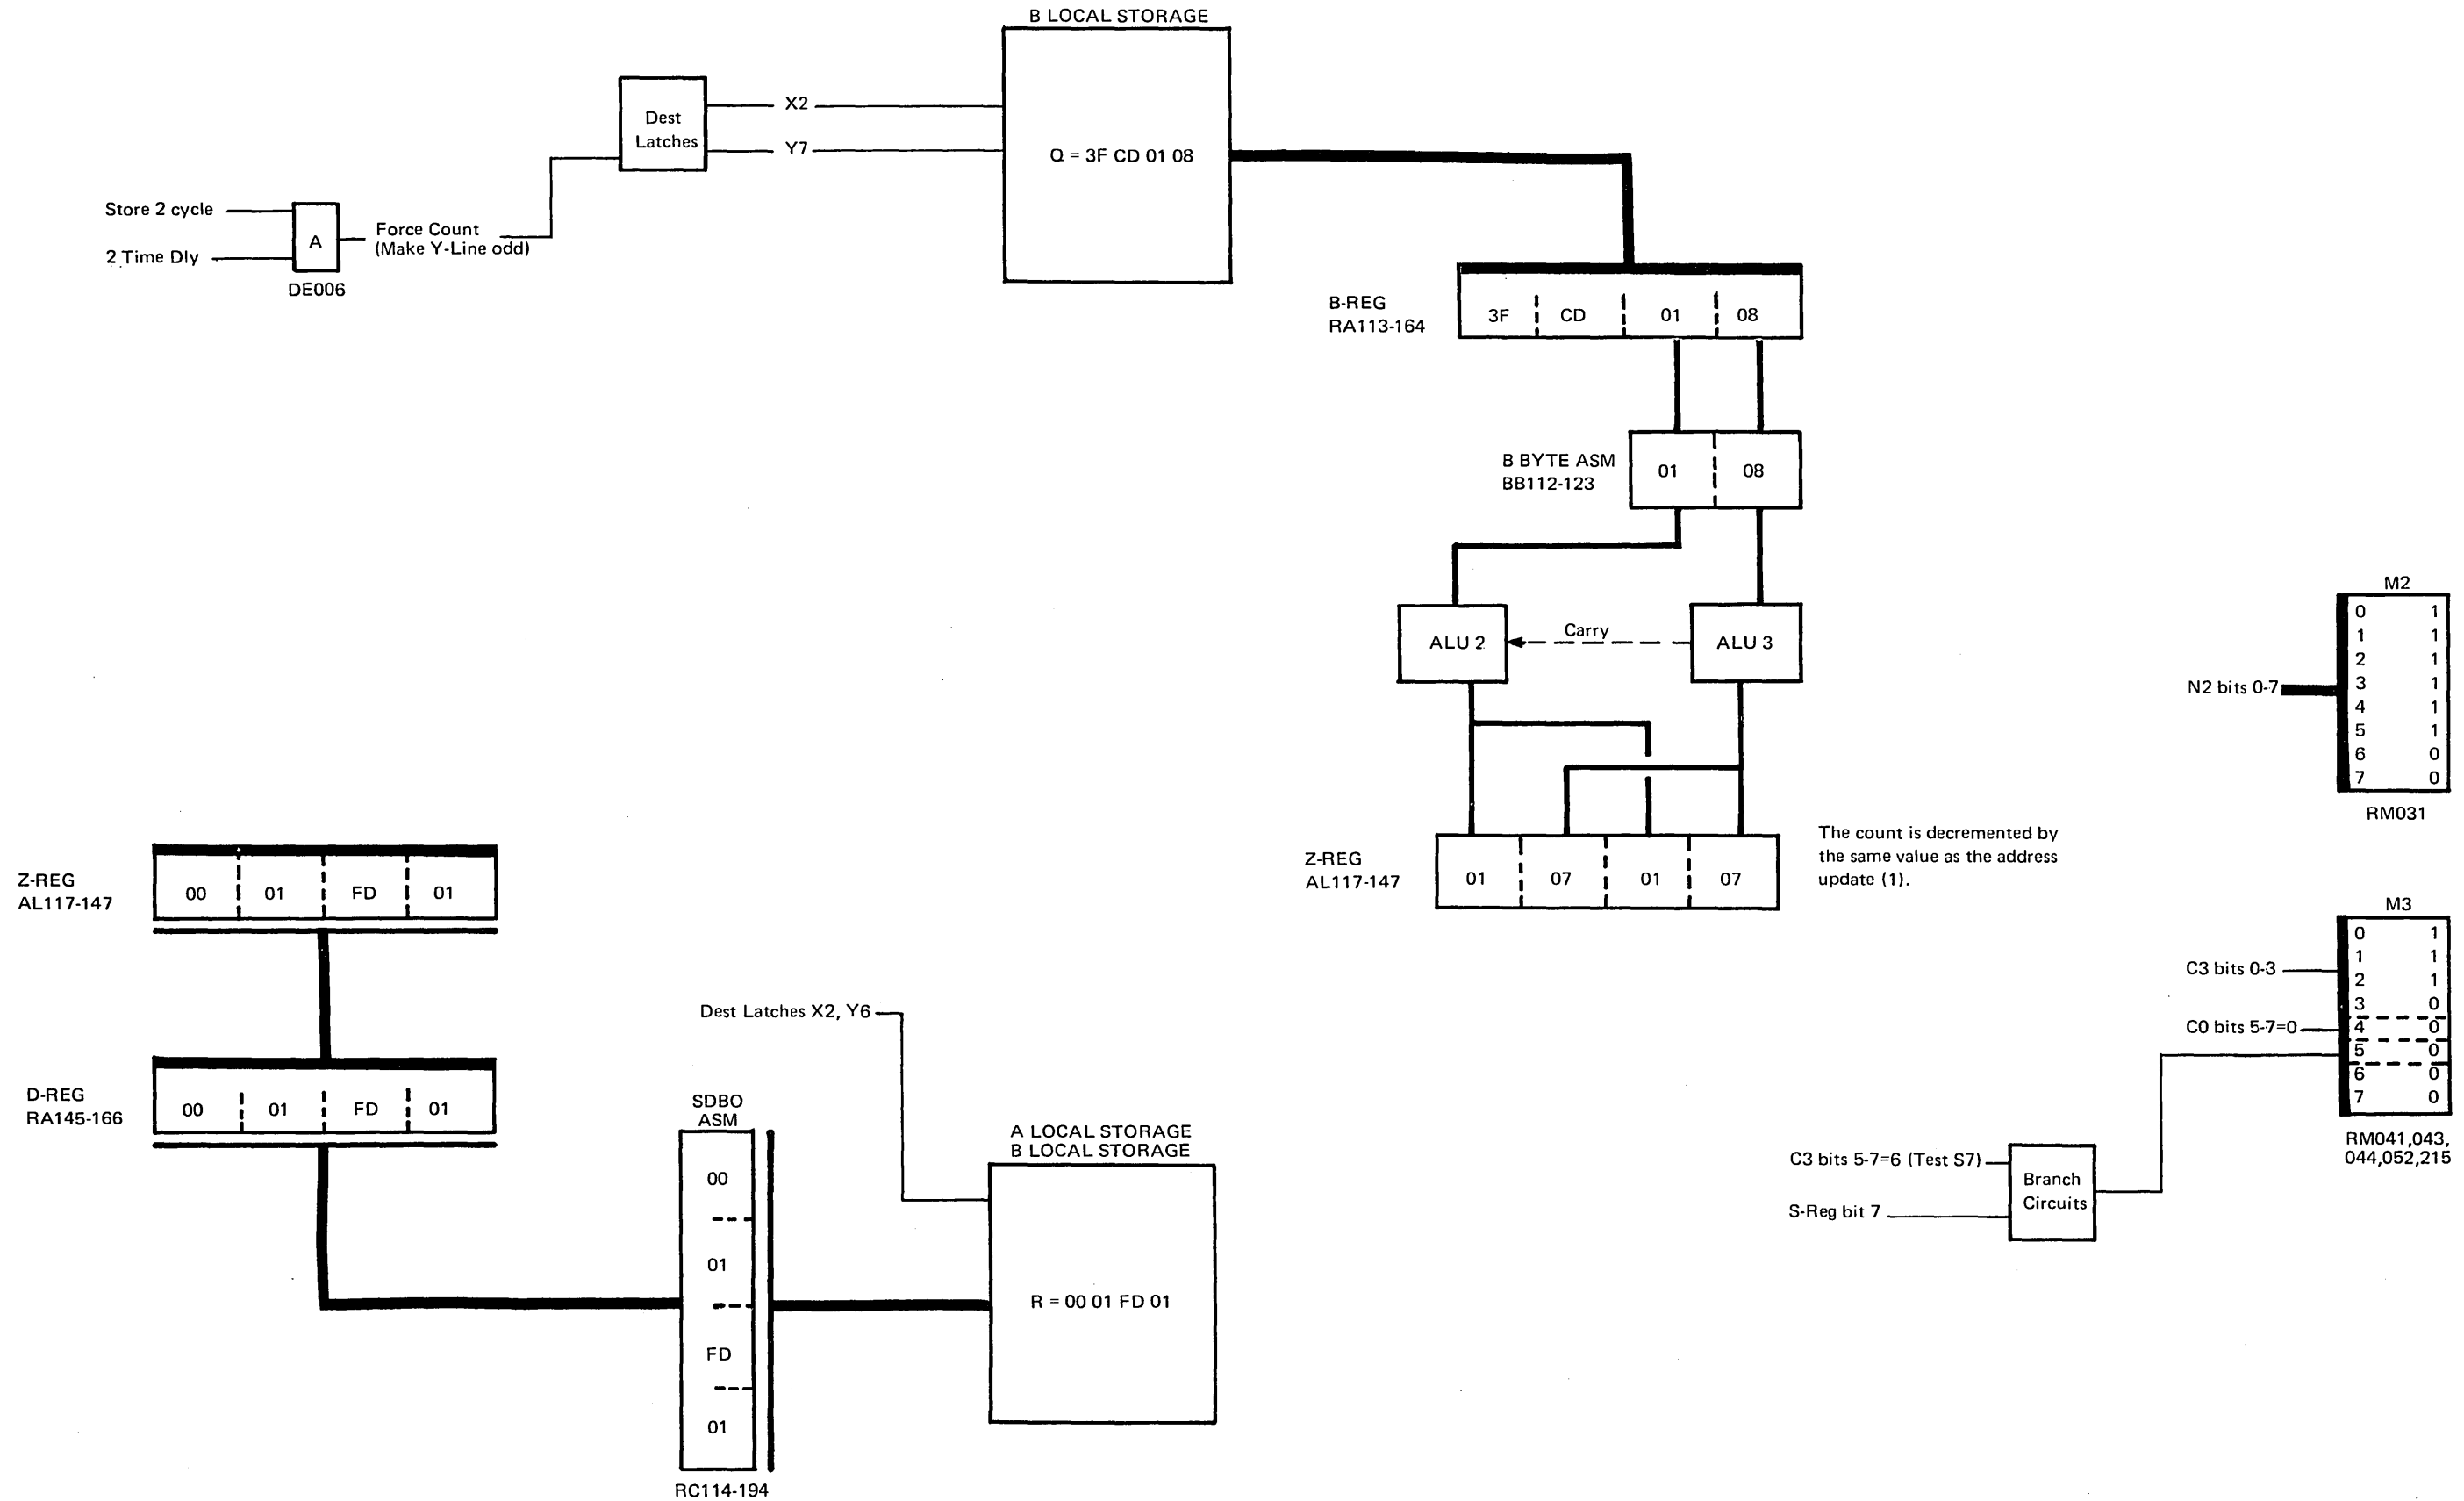 B LOCAL STORAGE
Dest
Latches
X2
Y7
Q = 3F CD 01 08
Store 2 cycle
2 Time Dly
A
DE006
Force Count
(Make Y-Line odd)
B-REG
RA113-164
3F CD 01 08
B BYTE ASM
BB112-123
01 08
ALU 2
Carry
ALU 3
Z-REG
AL117-147
01 07 01 07
The count is decremented by
the same value as the address
update (1).
M2
0 1
1 1
2 1
3 1
4 1
5 1
6 0
7 0
N2 bits 0-7
RM031
M3
0 1
1 1
2 1
3 0
4 0
5 0
6 0
7 0
C3 bits 0-3
C0 bits 5-7=0
RM041,043,
044,052,215
C3 bits 5-7=6 (Test S7)
S-Reg bit 7
Branch
Circuits
Z-REG
AL117-147
00 01 FD 01
D-REG
RA145-166
00 01 FD 01
Dest Latches X2, Y6
SDBO
ASM
00
01
FD
01
RC114-194
A LOCAL STORAGE
B LOCAL STORAGE
R = 00 01 FD 01